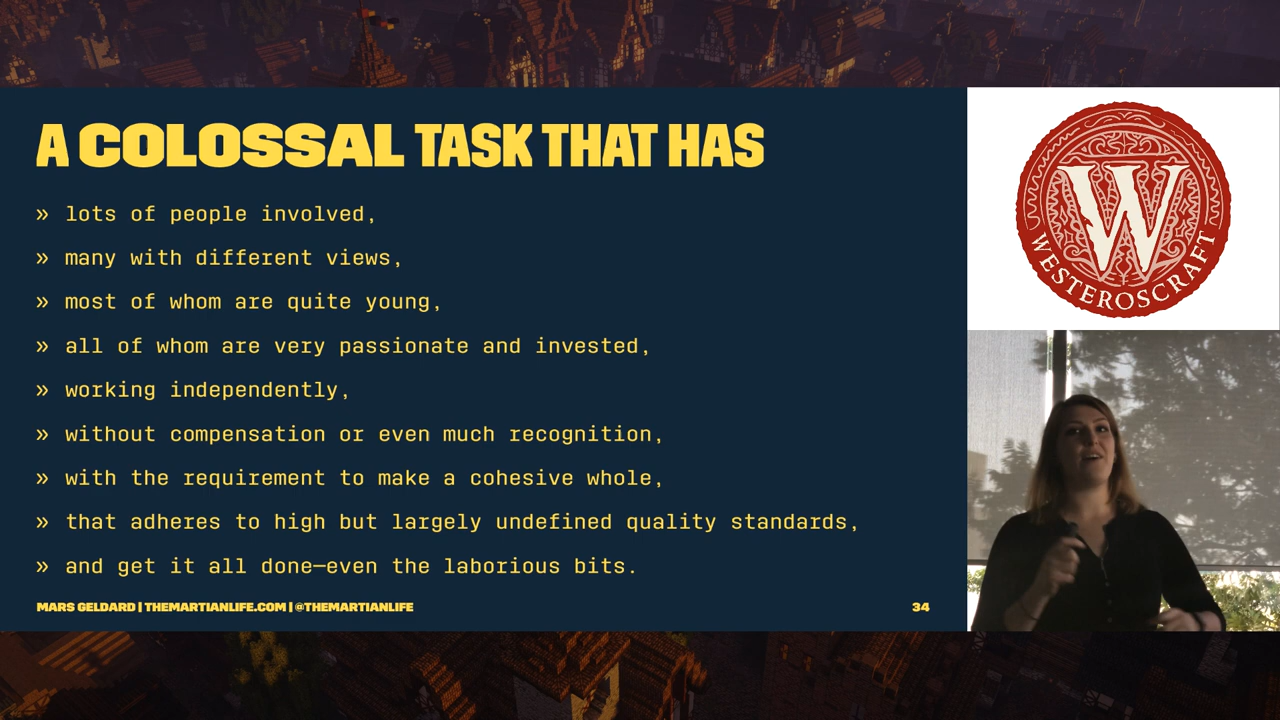 A COLOSSAL TASK THAT HAS
» lots of people involved,
» many with different views,
» most of whom are quite young,
» all of whom are very passionate and invested,
» working independently,
» without compensation or even much recognition,
» with the requirement to make a cohesive whole,
» that adheres to high but largely undefined quality standards,
» and get it all done—even the laborious bits.
MARS GELDARD | THEMARTIANLIFE.COM | @THEMARTIANLIFE
34
W
WESTEROSCRAFT